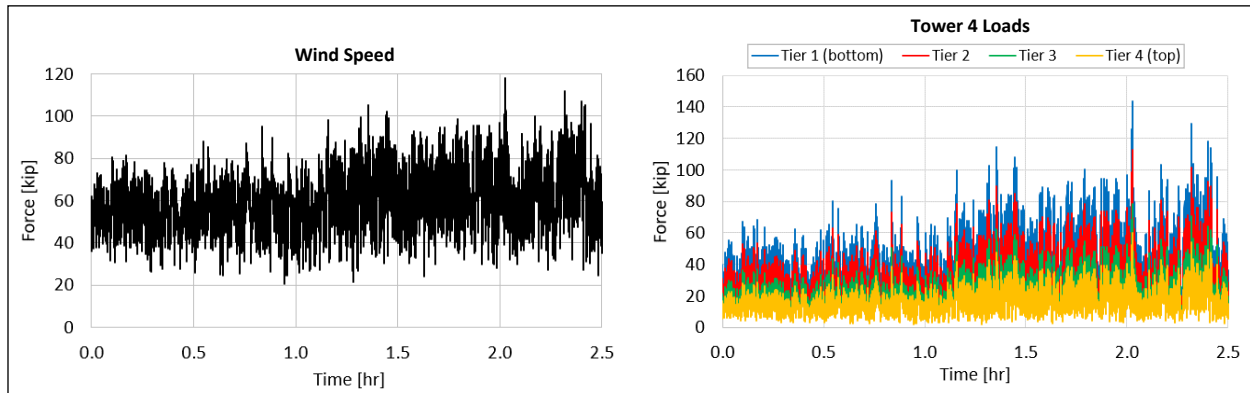 Wind Speed
Force [kip]
120
100
80
60
40
20
0
0.0 0.5 1.0 1.5 2.0 2.5
Time [hr]
Tower 4 Loads
Tier 1 (bottom) Tier 2 Tier 3 Tier 4 (top)
Force [kip]
160
140
120
100
80
60
40
20
0
0.0 0.5 1.0 1.5 2.0 2.5
Time [hr]